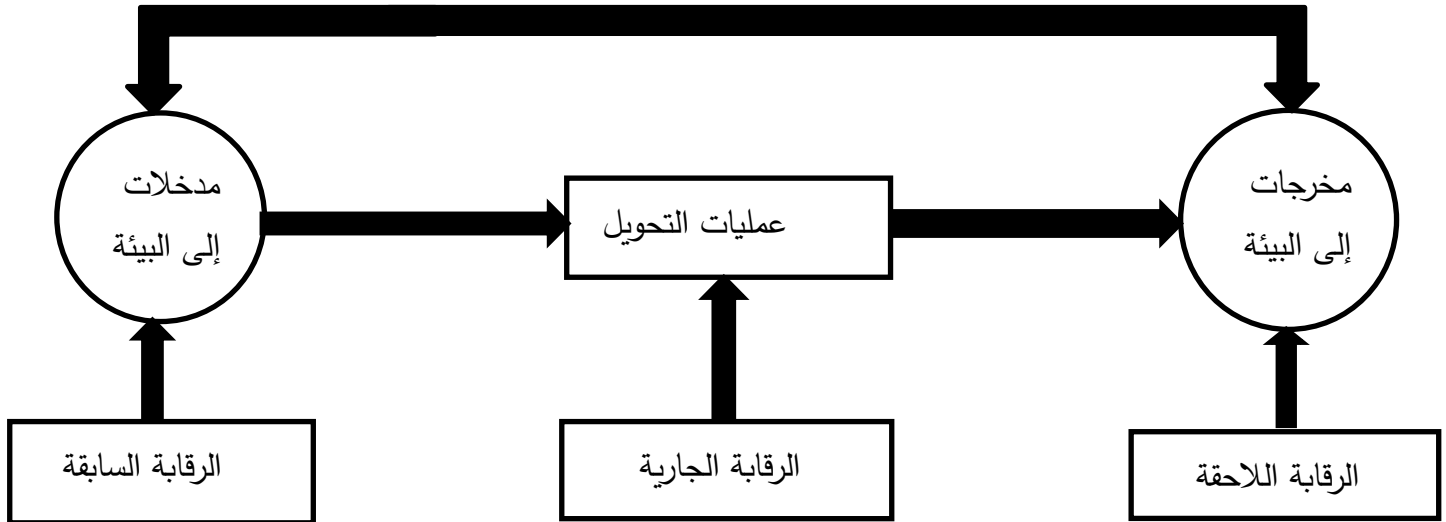 مدخلات
إلى البيئة
عمليات التحويل
مخرجات
إلى البيئة
الرقابة السابقة
الرقابة الجارية
الرقابة اللاحقة